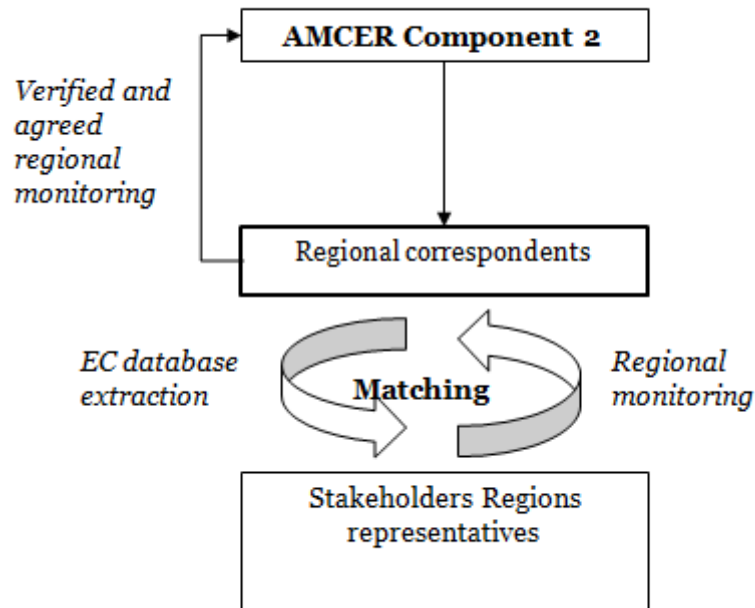 AMCER Component 2
Verified and
agreed
regional
monitoring
Regional correspondents
EC database
extraction
Matching
Regional
monitoring
Stakeholders Regions
representatives